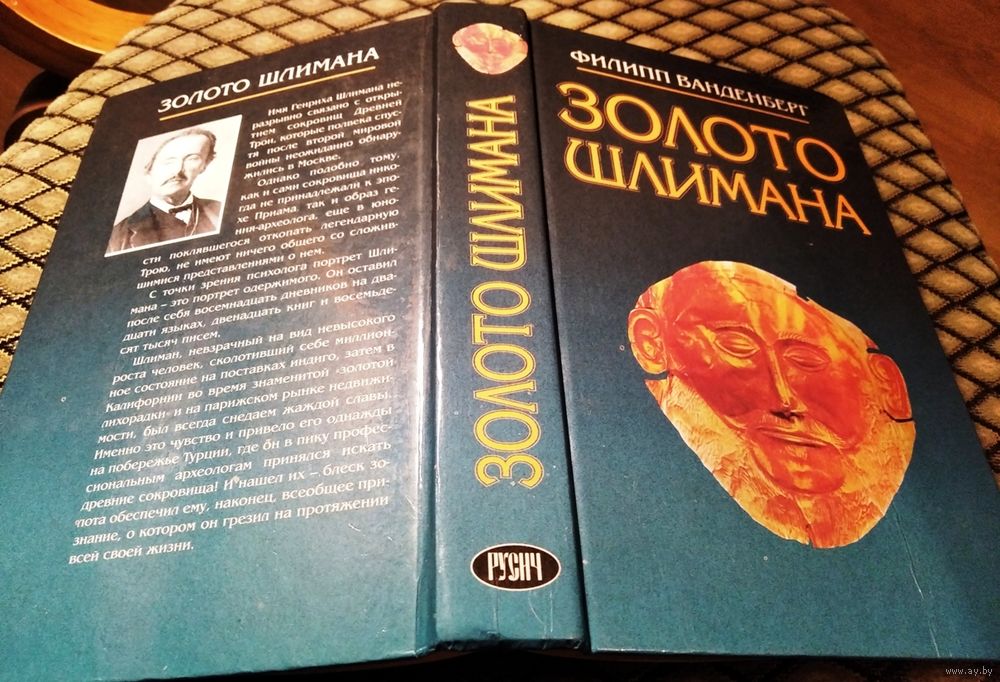 ЗОЛОТО ШЛИМАНА
Имя Генриха Шлимана не-
разрывно связано с откры-
тием сокровищ Древней
Трои, которые полвека спус-
тя после второй мировой
войны неожиданно обнару-
жились в Москве.
Однако подобно тому,
как и сами сокровища нико-
гда не принадлежали к эпо-
хе Приама, так и образ ге-
ния-археолога, еще в юно-
сти поклявшегося откопать легендарную
Трою, не имеют ничего общего со сложив-
шимися представлениями о нем.
С точки зрения психолога портрет Шли-
мана – это портрет одержимого. Он оставил
после себя восемнадцать дневников на два-
дцати языках, двенадцать книг и восемьде-
сят тысяч писем.
Шлиман, невзрачный на вид невысокого
роста человек, сколотивший себе миллион-
ное состояние на поставках индиго, затем в
Калифорнии во время знаменитой «золотой
лихорадки» и на парижском рынке недвижи-
мости, был всегда снедаем жаждой славы...
Именно это чувство и привело его однажды
на побережье Турции, где он в пику профес-
сиональным археологам принялся искать
древние сокровища! И нашел их – блеск зо-
лота обеспечил ему, наконец, всеобщее при-
знание, о котором он грезил на протяжении
всей своей жизни.
ЗОЛОТО ШЛИМАНА
РУСИЧ
ФИЛИПП ВАНДЕНБЕРГ
ЗОЛОТО
ШЛИМАНА
www.ay.by